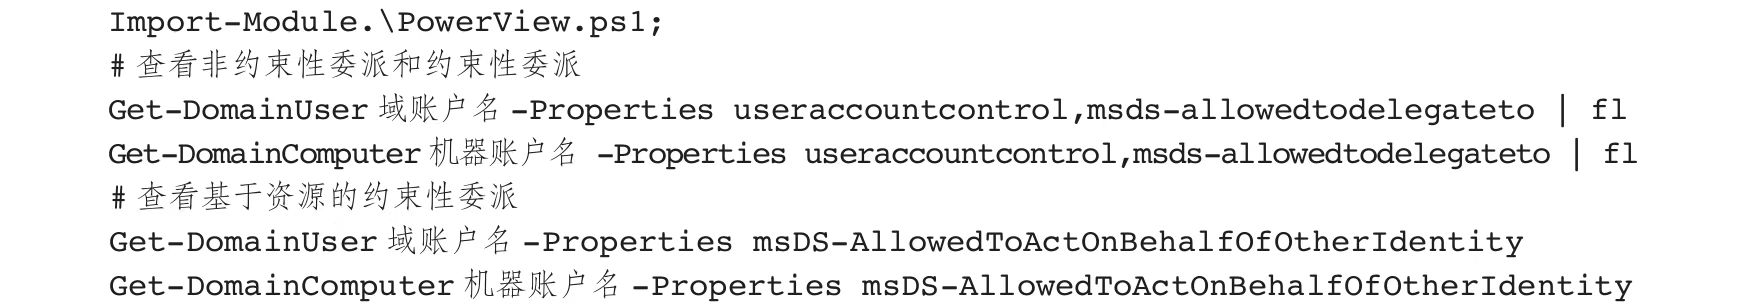 Import-Module.\PowerView.ps1;
# 查看非约束性委派和约束性委派
Get-DomainUser 域账户名 -Properties useraccountcontrol,msds-allowedtodelegateto | fl
Get-DomainComputer 机器账户名 -Properties useraccountcontrol,msds-allowedtodelegateto | fl
# 查看基于资源的约束性委派
Get-DomainUser 域账户名 -Properties msDS-AllowedToActOnBehalfOfOtherIdentity
Get-DomainComputer 机器账户名 -Properties msDS-AllowedToActOnBehalfOfOtherIdentity